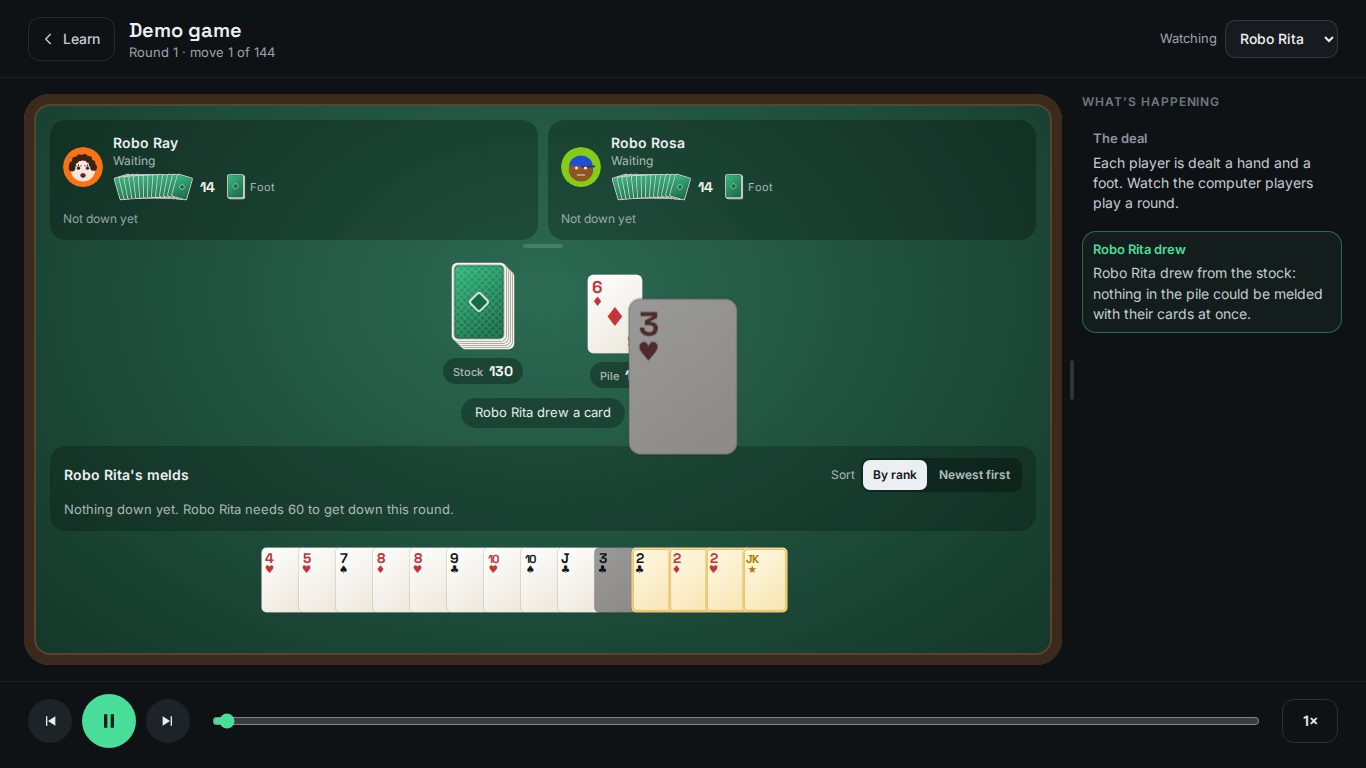 Learn
Demo game
Round 1 · move 1 of 144
Watching
Robo Rita
WHAT'S HAPPENING
The deal
Each player is dealt a hand and a
foot. Watch the computer players
play a round.
Robo Rita drew
Robo Rita drew from the stock:
nothing in the pile could be melded
with their cards at once.
Robo Ray
Waiting
14
Foot
Not down yet
Robo Rosa
Waiting
14
Foot
Not down yet
6
3
Stock 130
Pile
Robo Rita drew a card
Robo Rita's melds
Sort
By rank
Newest first
Nothing down yet. Robo Rita needs 60 to get down this round.
4 5 7 8 8 9 10 10 J 3 2 2 2 JK
1×